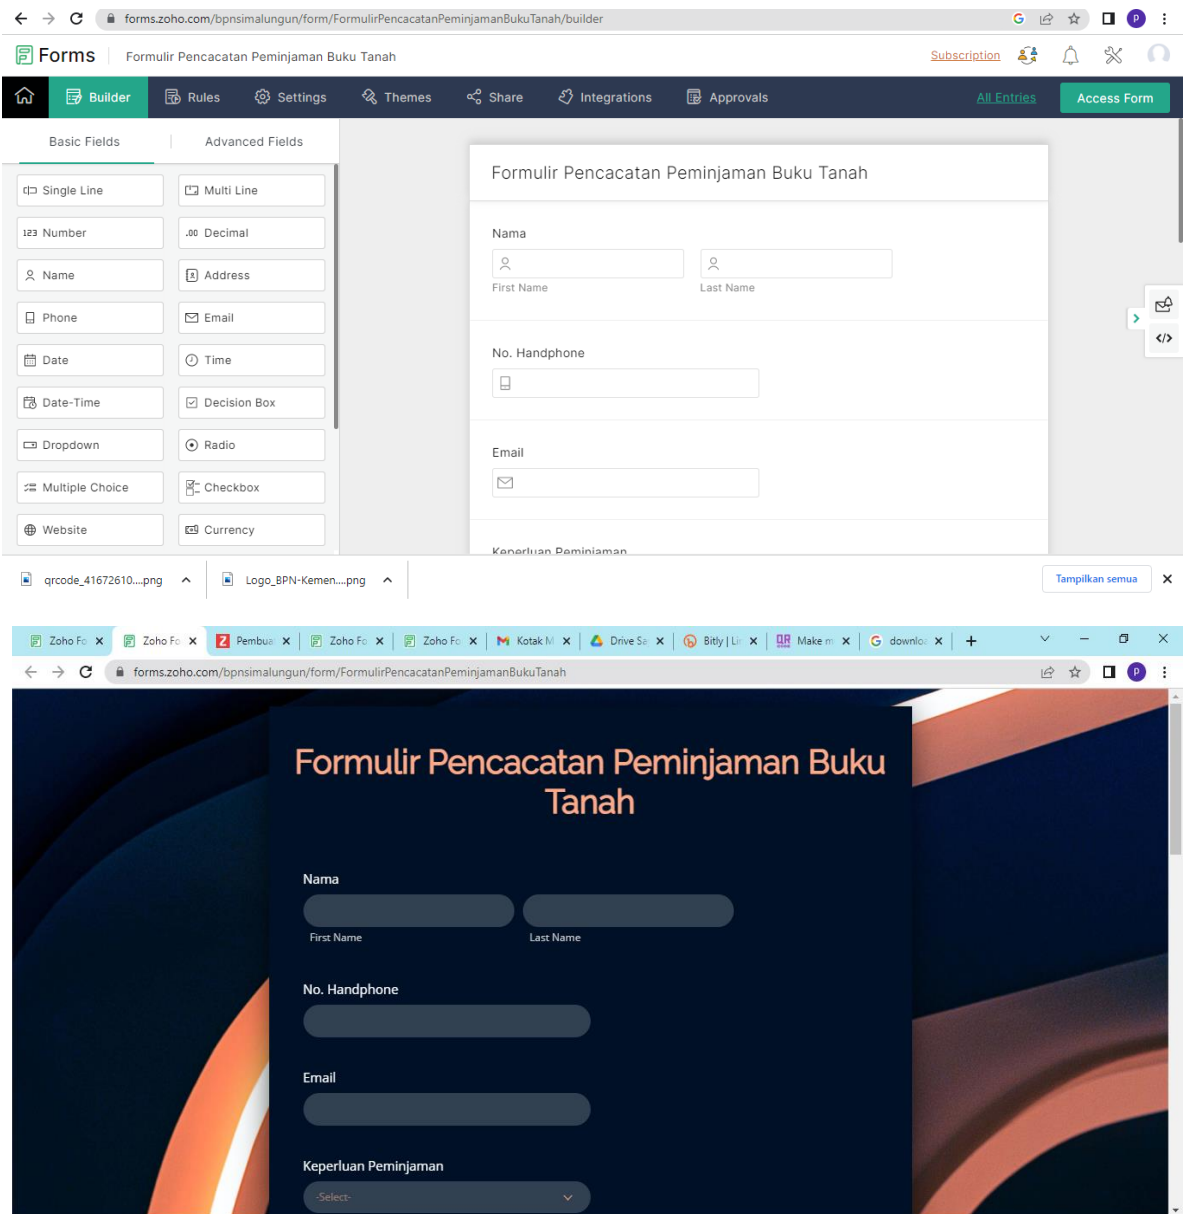 forms.zoho.com/bpnsimalungun/form/FormulirPencacatanPeminjamanBukuTanah/builder
G
P
Forms
Formulir Pencacatan Peminjaman Buku Tanah
Subscription
Builder
Rules
Settings
Themes
Share
Integrations
Approvals
All Entries
Access Form
Basic Fields
Advanced Fields
Single Line
Multi Line
123 Number
.00 Decimal
Name
Address
Phone
Email
Date
Time
Date-Time
Decision Box
Dropdown
Radio
Multiple Choice
Checkbox
Website
Currency
Formulir Pencacatan Peminjaman Buku Tanah
Nama
First Name
Last Name
No. Handphone
Email
Keperluan Peminjaman
</>
qrcode_41672610....png
Logo_BPN-Kemen....png
Tampilkan semua
Zoho Fo
Zoho Fo
Z Pembua
Zoho Fo
Zoho Fo
Kotak M
Drive Sa
Bitly | Li
QR Make m
G downloa
forms.zoho.com/bpnsimalungun/form/FormulirPencacatanPeminjamanBukuTanah
P
Formulir Pencacatan Peminjaman Buku
Tanah
Nama
First Name
Last Name
No. Handphone
Email
Keperluan Peminjaman
-Select-